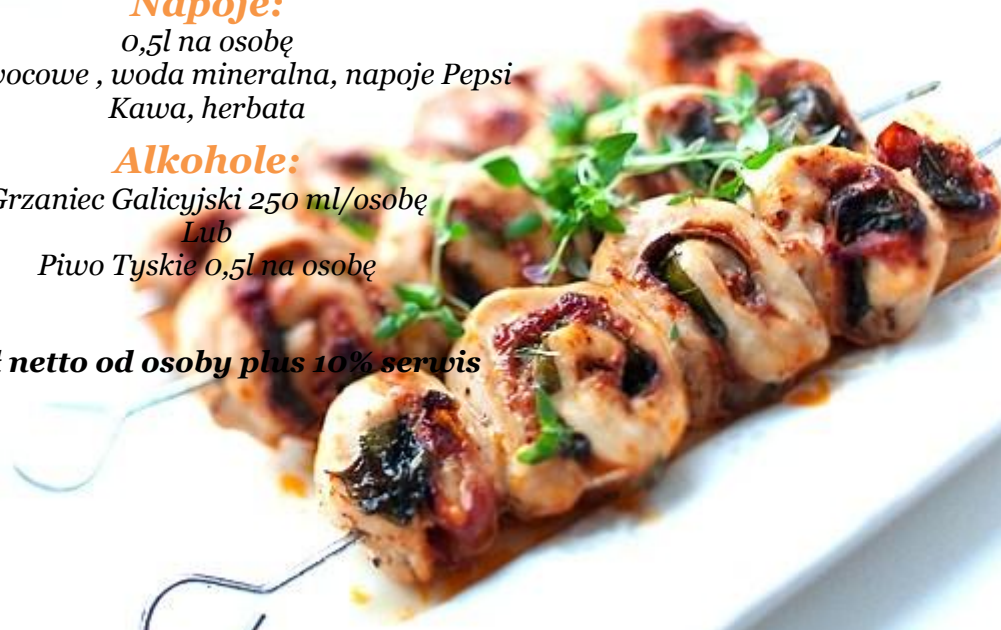 Napoje:
0,5l na osobę
wocowe , woda mineralna, napoje Pepsi
Kawa, herbata
Alkohole:
Grzaniec Galicyjski 250 ml/osobę
Lub
Piwo Tyskie 0,5l na osobę
netto od osoby plus 10% serwis